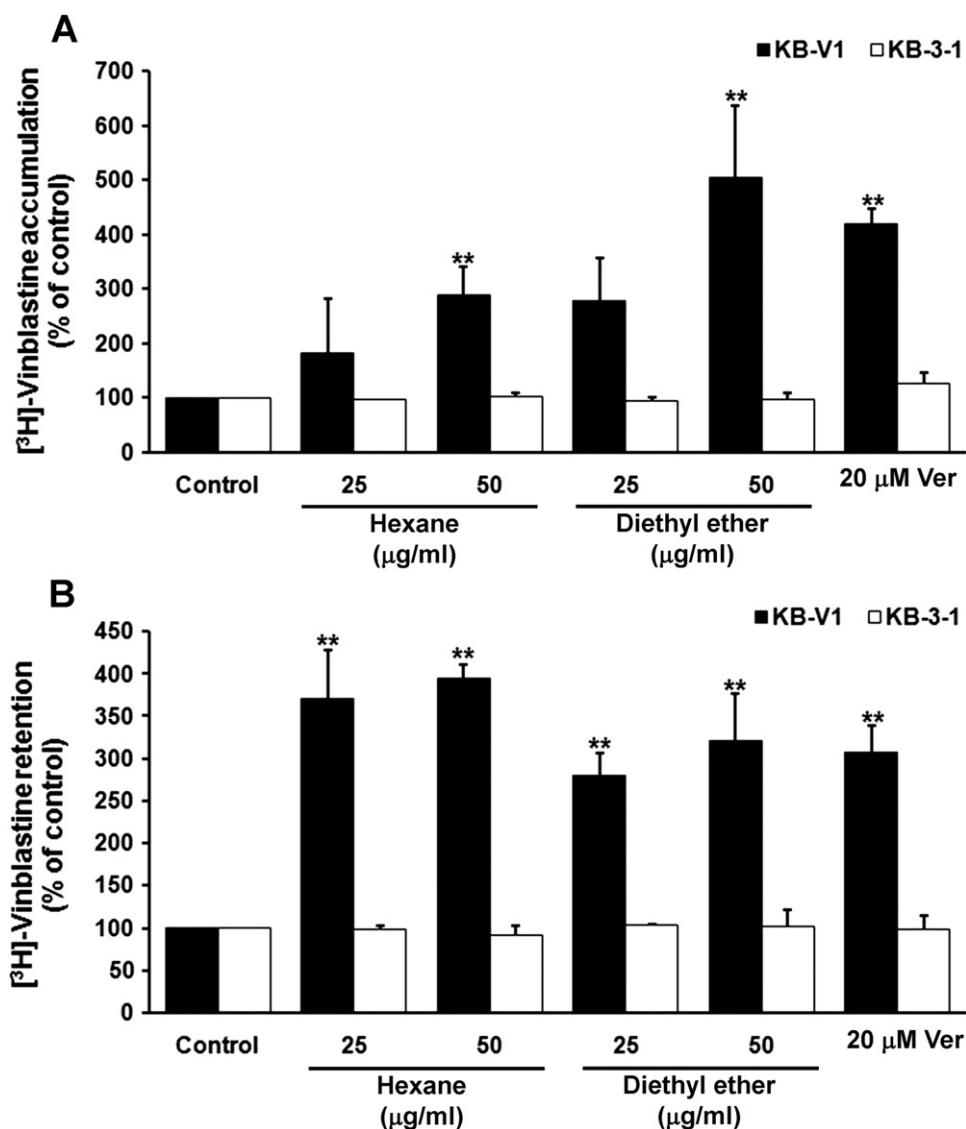 A
■ KB-V1 □ KB-3-1
[³H]-Vinblastine accumulation
(% of control)
700
600
500
400
300
200
100
0
**
**
**
Control
25
50
25
50
20 μM Ver
Hexane
(μg/ml)
Diethyl ether
(μg/ml)
B
■ KB-V1 □ KB-3-1
[³H]-Vinblastine retention
(% of control)
450
400
350
300
250
200
150
100
50
0
**
**
**
**
**
Control
25
50
25
50
20 μM Ver
Hexane
(μg/ml)
Diethyl ether
(μg/ml)